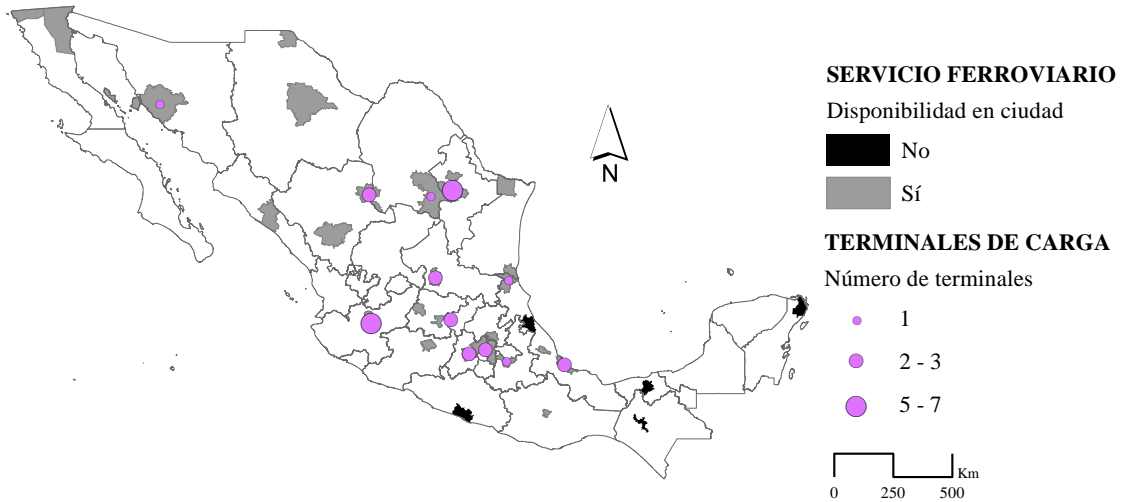 SERVICIO FERROVIARIO
Disponibilidad en ciudad
No
Sí
N
TERMINALES DE CARGA
Número de terminales
1
2 - 3
5 - 7
Km
0 250 500